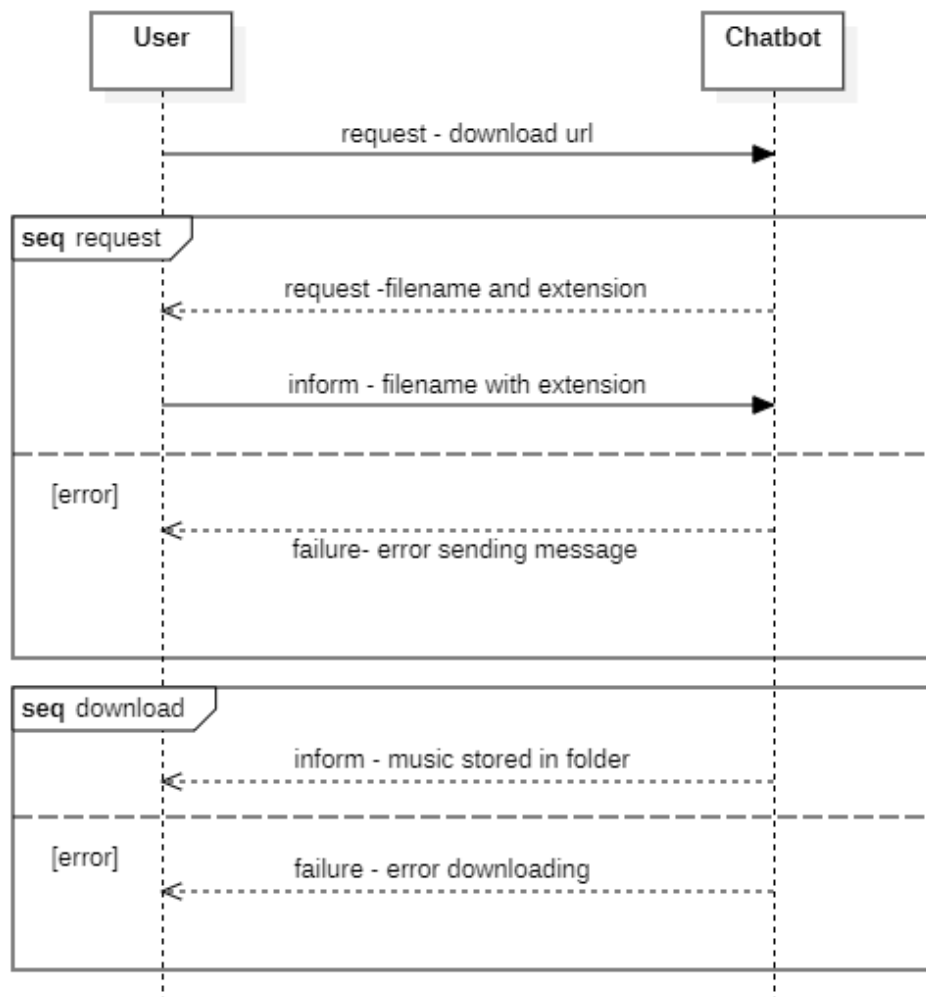 User
Chatbot
request - download url
seq request
request -filename and extension
inform - filename with extension
[error]
failure- error sending message
seq download
inform - music stored in folder
[error]
failure - error downloading